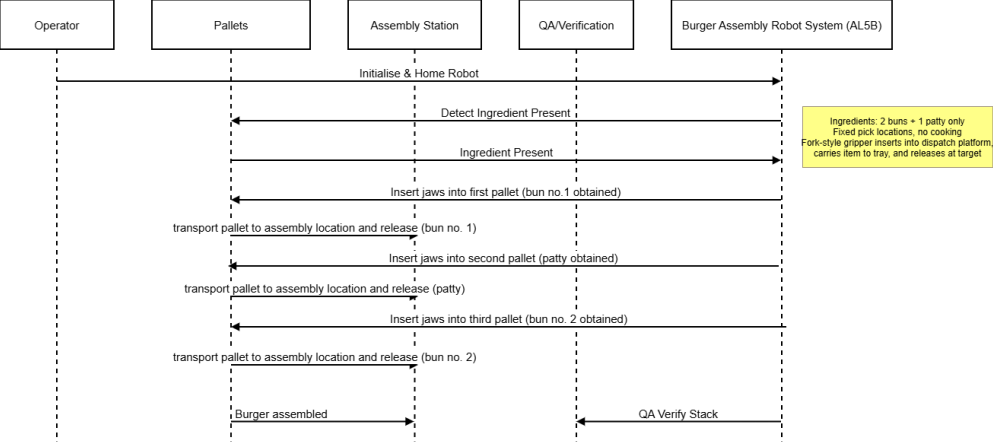 Operator
Pallets
Assembly Station
QA/Verification
Burger Assembly Robot System (AL5B)
Initialise & Home Robot
Detect Ingredient Present
Ingredients: 2 buns + 1 patty only
Fixed pick locations, no cooking
Fork-style gripper inserts into dispatch platform,
carries item to tray, and releases at target
Ingredient Present
Insert jaws into first pallet (bun no.1 obtained)
transport pallet to assembly location and release (bun no. 1)
Insert jaws into second pallet (patty obtained)
transport pallet to assembly location and release (patty)
Insert jaws into third pallet (bun no. 2 obtained)
transport pallet to assembly location and release (bun no. 2)
Burger assembled
QA Verify Stack